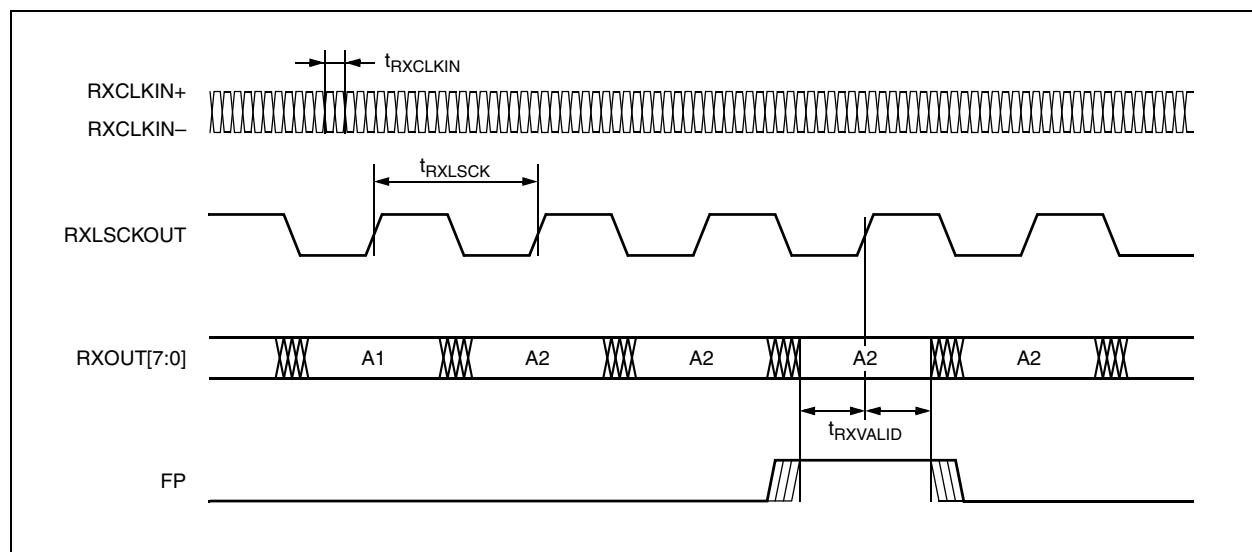 tRXCLKIN
RXCLKIN+
RXCLKIN–
tRXLSCK
RXLSCKOUT
RXOUT[7:0] A1 A2 A2 A2 A2
tRXVALID
FP